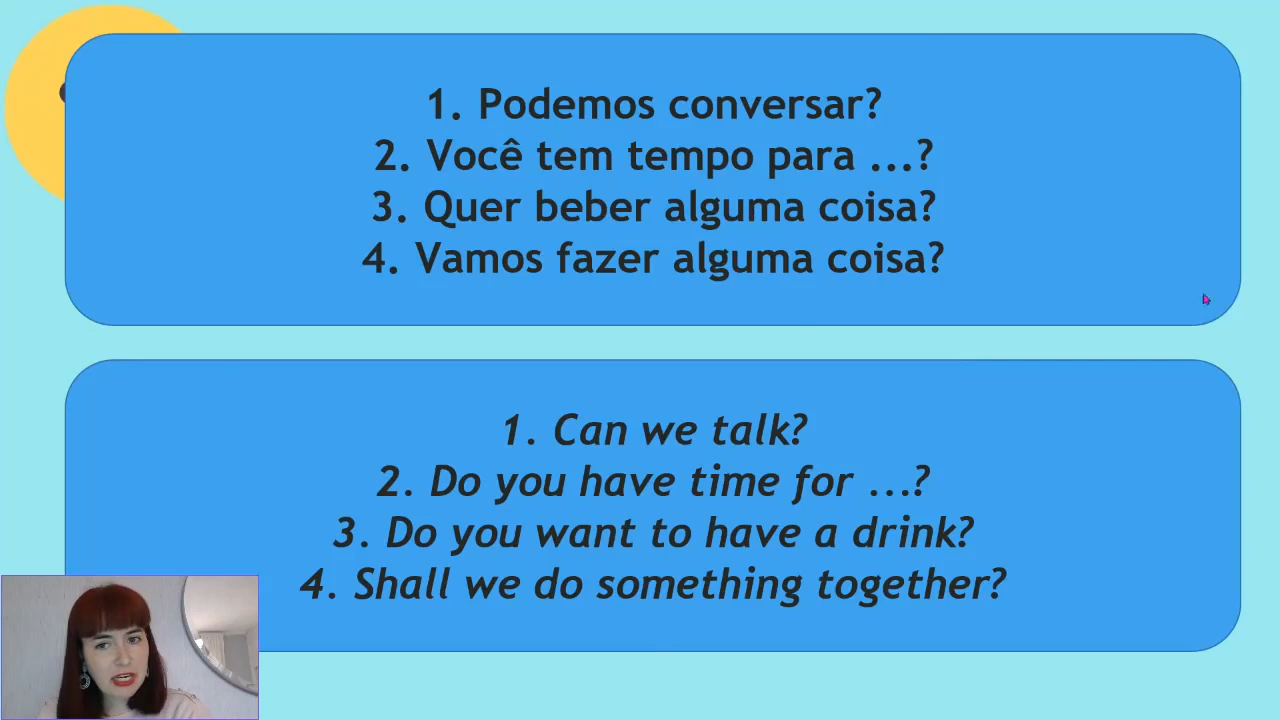 1. Podemos conversar?
2. Você tem tempo para ...?
3. Quer beber alguma coisa?
4. Vamos fazer alguma coisa?
1. Can we talk?
2. Do you have time for ...?
3. Do you want to have a drink?
4. Shall we do something together?